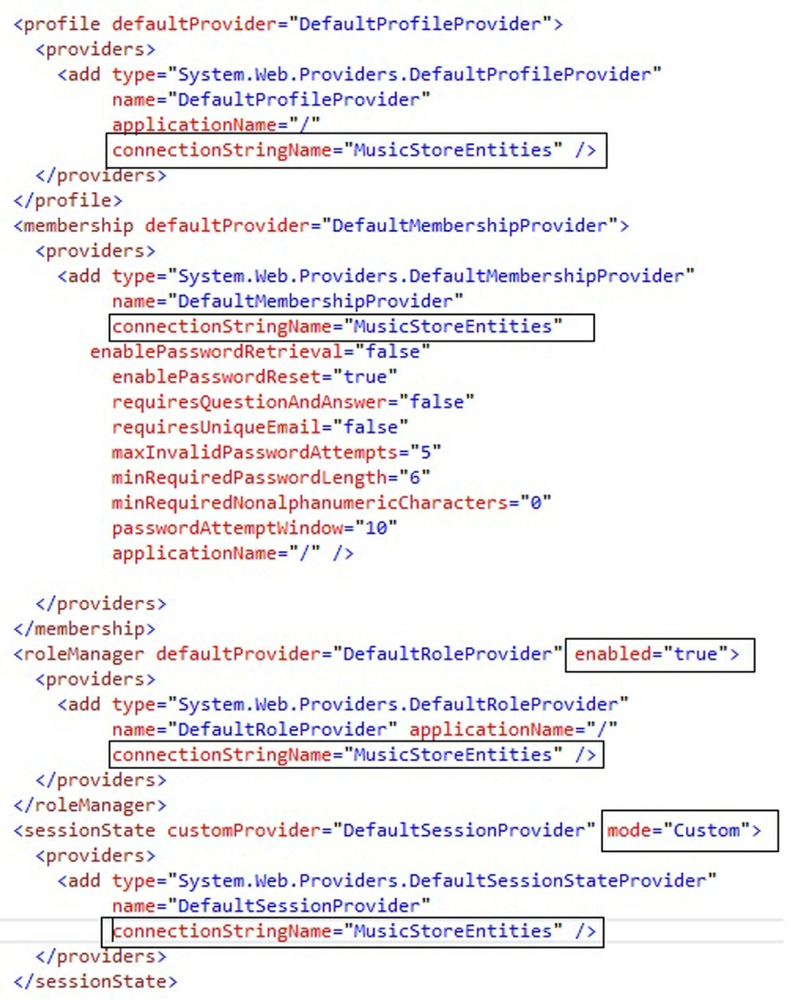 <profile defaultProvider="DefaultProfileProvider">
<providers>
<add type="System.Web.Providers.DefaultProfileProvider"
name="DefaultProfileProvider"
applicationName="/"
connectionStringName="MusicStoreEntities" />
</providers>
</profile>
<membership defaultProvider="DefaultMembershipProvider">
<providers>
<add type="System.Web.Providers.DefaultMembershipProvider"
name="DefaultMembershipProvider"
connectionStringName="MusicStoreEntities"
enablePasswordRetrieval="false"
enablePasswordReset="true"
requiresQuestionAndAnswer="false"
requiresUniqueEmail="false"
maxInvalidPasswordAttempts="5"
minRequiredPasswordLength="6"
minRequiredNonalphanumericCharacters="0"
passwordAttemptWindow="10"
applicationName="/" />
</providers>
</membership>
<roleManager defaultProvider="DefaultRoleProvider" enabled="true">
<providers>
<add type="System.Web.Providers.DefaultRoleProvider"
name="DefaultRoleProvider" applicationName="/"
connectionStringName="MusicStoreEntities" />
</providers>
</roleManager>
<sessionState customProvider="DefaultSessionProvider" mode="Custom">
<providers>
<add type="System.Web.Providers.DefaultSessionStateProvider"
name="DefaultSessionProvider"
connectionStringName="MusicStoreEntities" />
</providers>
</sessionState>